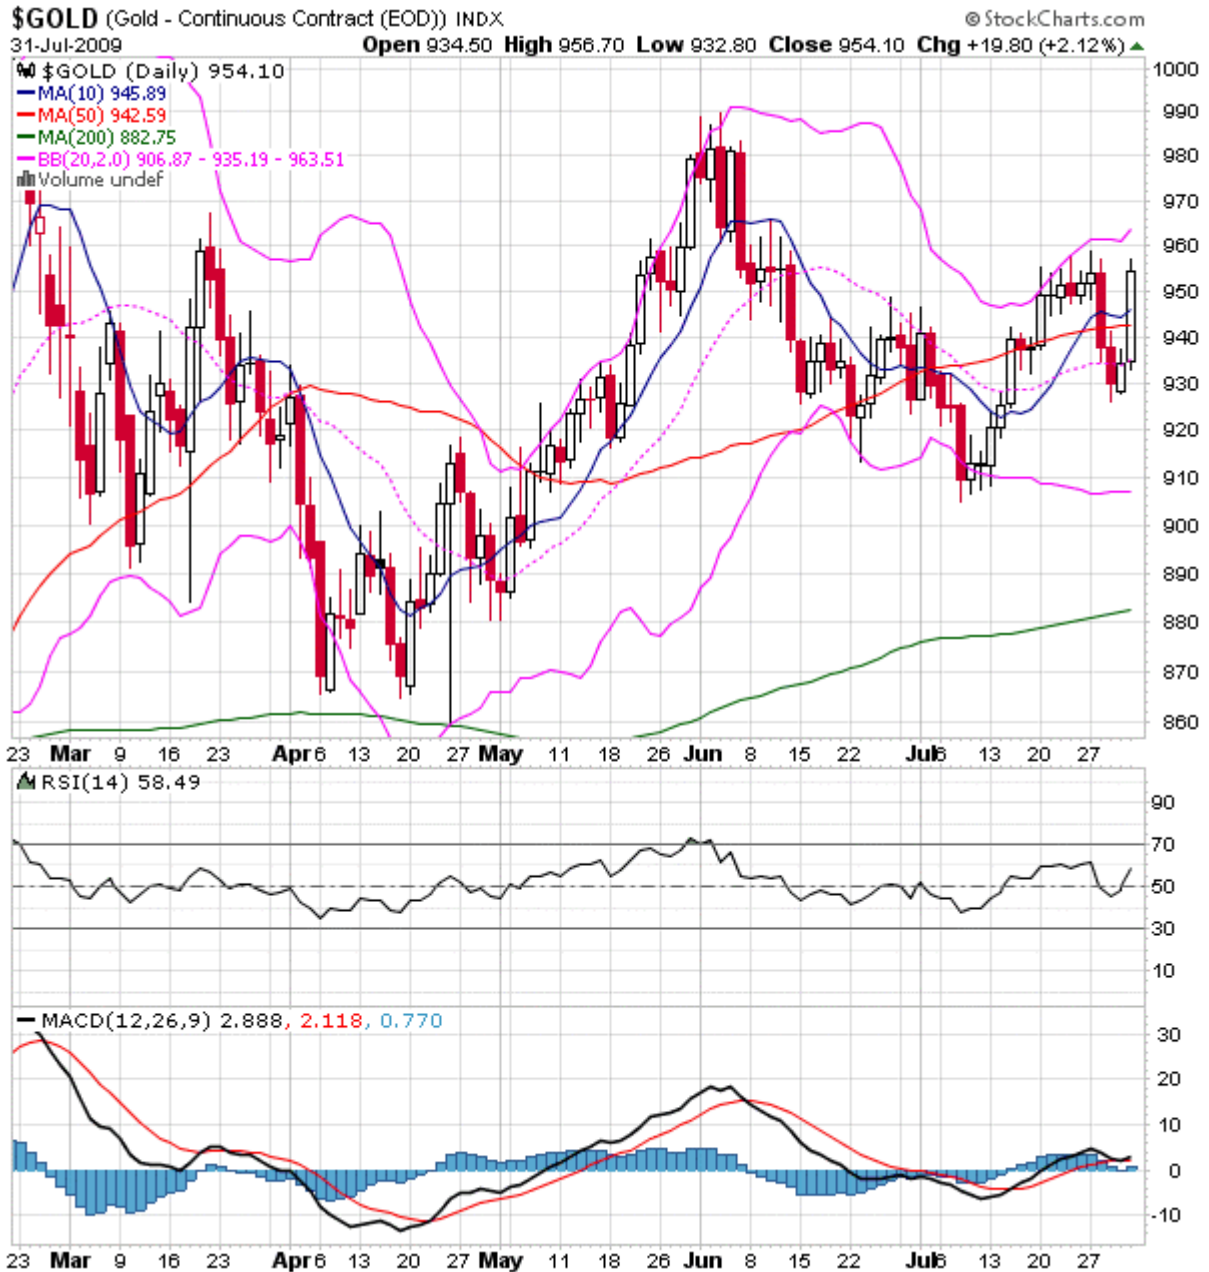 $GOLD (Gold - Continuous Contract (EOD)) INDX © StockCharts.com
31-Jul-2009 Open 934.50 High 956.70 Low 932.80 Close 954.10 Chg +19.80 (+2.12%)
$GOLD (Daily) 954.10
MA(10) 945.89
MA(50) 942.59
MA(200) 882.75
BB(20,2.0) 906.87 - 935.19 - 963.51
Volume undef
1000
990
980
970
960
950
940
930
920
910
900
890
880
870
860
23 Mar 9 16 23 Apr 6 13 20 27 May 11 18 26 Jun 8 15 22 Jul 6 13 20 27
RSI(14) 58.49
90
70
50
30
10
MACD(12,26,9) 2.888, 2.118, 0.770
30
20
10
0
-10
23 Mar 9 16 23 Apr 6 13 20 27 May 11 18 26 Jun 8 15 22 Jul 6 13 20 27